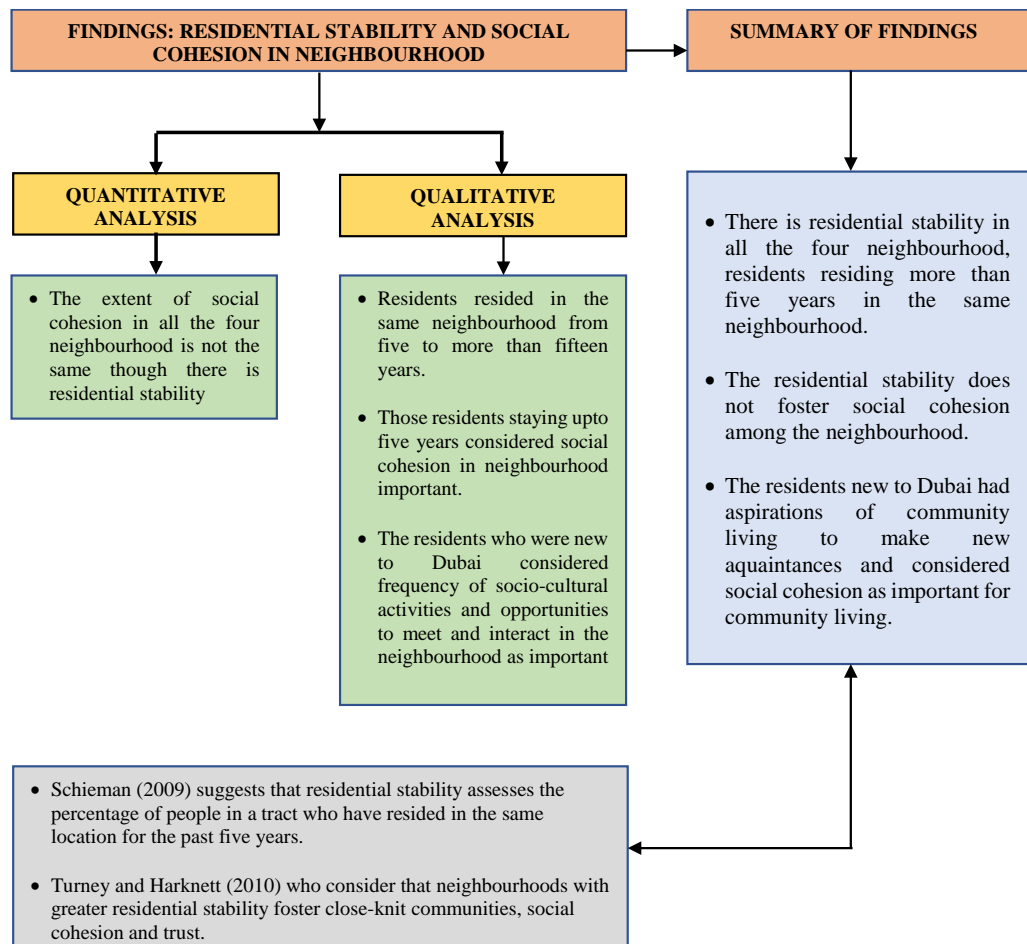 FINDINGS: RESIDENTIAL STABILITY AND SOCIAL
COHESION IN NEIGHBOURHOOD
SUMMARY OF FINDINGS
QUANTITATIVE
ANALYSIS
QUALITATIVE
ANALYSIS
• The extent of social
cohesion in all the four
neighbourhood is not the
same though there is
residential stability
• Residents resided in the
same neighbourhood from
five to more than fifteen
years.
• Those residents staying upto
five years considered social
cohesion in neighbourhood
important.
• The residents who were new
to Dubai considered
frequency of socio-cultural
activities and opportunities
to meet and interact in the
neighbourhood as important
• There is residential stability in
all the four neighbourhood,
residents residing more than
five years in the same
neighbourhood.
• The residential stability does
not foster social cohesion
among the neighbourhood.
• The residents new to Dubai had
aspirations of community
living to make new
aquaintances and considered
social cohesion as important for
community living.
• Schieman (2009) suggests that residential stability assesses the
percentage of people in a tract who have resided in the same
location for the past five years.
• Turney and Harknett (2010) who consider that neighbourhoods with
greater residential stability foster close-knit communities, social
cohesion and trust.